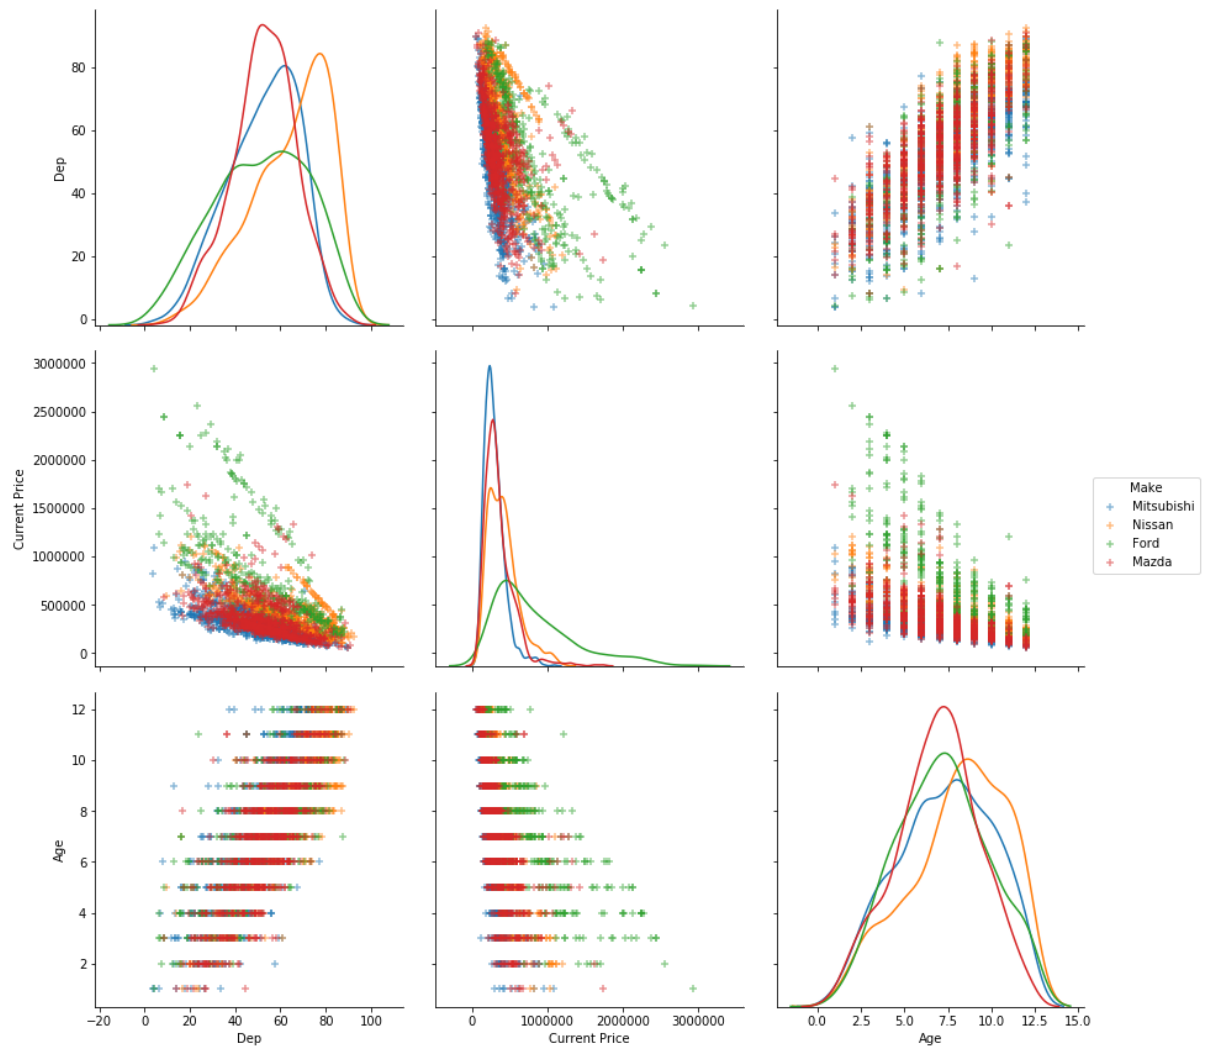 80
60
40
20
0
Dep
3000000
2500000
2000000
1500000
1000000
500000
0
Current Price
Make
Mitsubishi
Nissan
Ford
Mazda
12
10
8
6
4
2
Age
−20 0 20 40 60 80 100
Dep
0 1000000 2000000 3000000
Current Price
0.0 2.5 5.0 7.5 10.0 12.5 15.0
Age